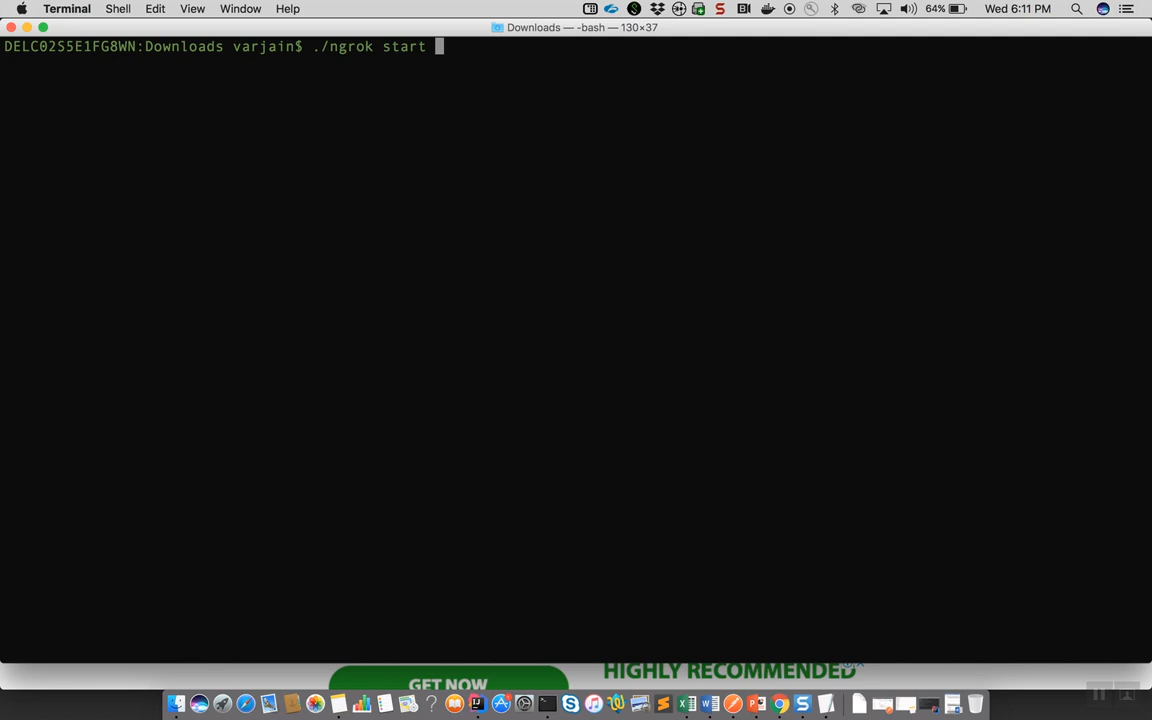 Terminal Shell Edit View Window Help 64% Wed 6:11 PM
Downloads — -bash — 130×37
DELC02S5E1FG8WN:Downloads varjain$ ./ngrok start
GET NOW
HIGHLY RECOMMENDED